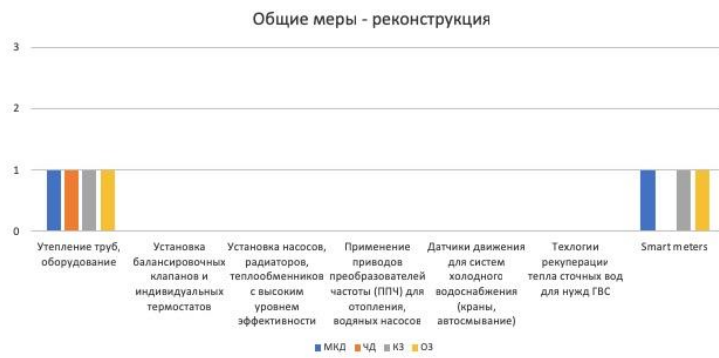 Общие меры - реконструкция
3
2
1
0
Утепление труб,
оборудование
Установка
балансировочных
клапанов и
индивидуальных
термостатов
Установка насосов,
радиаторов,
теплообменников
с высоким
уровнем
эффективности
Применение
приводов
преобразователей
частоты (ППЧ) для
отопления,
водяных насосов
Датчики движения
для систем
холодного
водоснабжения
(краны,
автосмывание)
Техлогии
рекуперации
тепла сточных вод
для нужд ГВС
Smart meters
МКД ЧД КЗ ОЗ